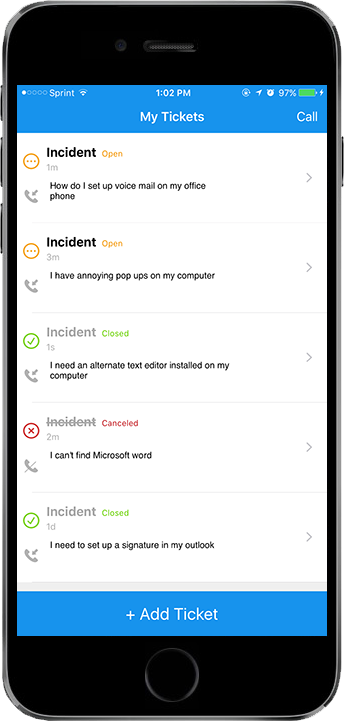 Sprint 1:02 PM 97%
My Tickets Call
Incident Open
1m
How do I set up voice mail on my office
phone
Incident Open
3m
I have annoying pop ups on my computer
Incident Closed
1s
I need an alternate text editor installed on my
computer
Incident Canceled
2m
I can't find Microsoft word
Incident Closed
1d
I need to set up a signature in my outlook
+ Add Ticket